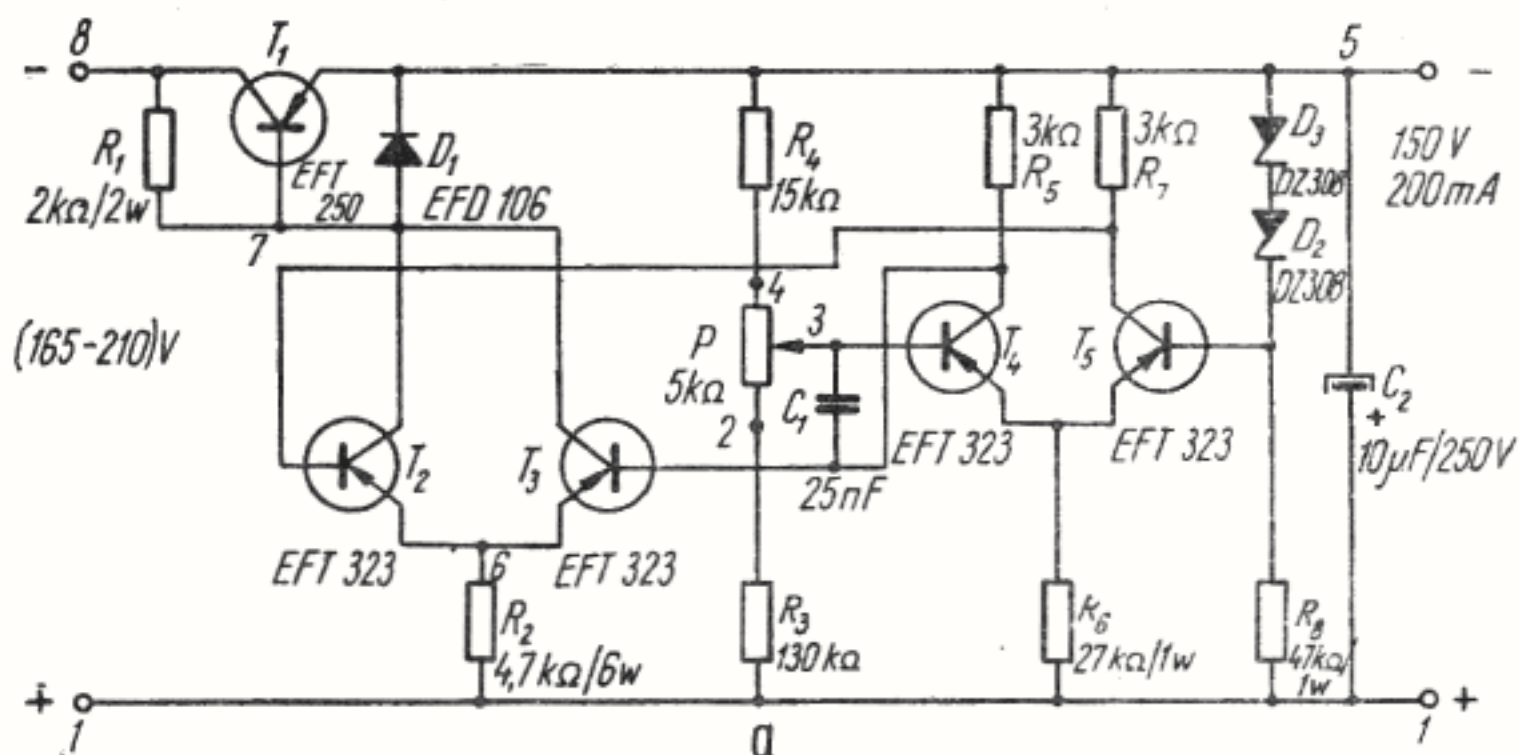 8
T₁
5
−
−
R₁
2kΩ/2w
EFT
250
D₁
EFD 106
R₄
15kΩ
3kΩ
R₅
3kΩ
R₇
D₃
DZ308
D₂
DZ308
150 V
200mA
7
(165-210)V
4
P
5kΩ
3
2
C₁
25nF
T₄
T₅
EFT 323
EFT 323
C₂
+
10μF/250V
T₂
T₃
EFT 323
EFT 323
6
R₂
4,7kΩ/6w
R₃
130kΩ
R₆
27kΩ/1w
R₈
47kΩ/
1w
+
1
a
1
+